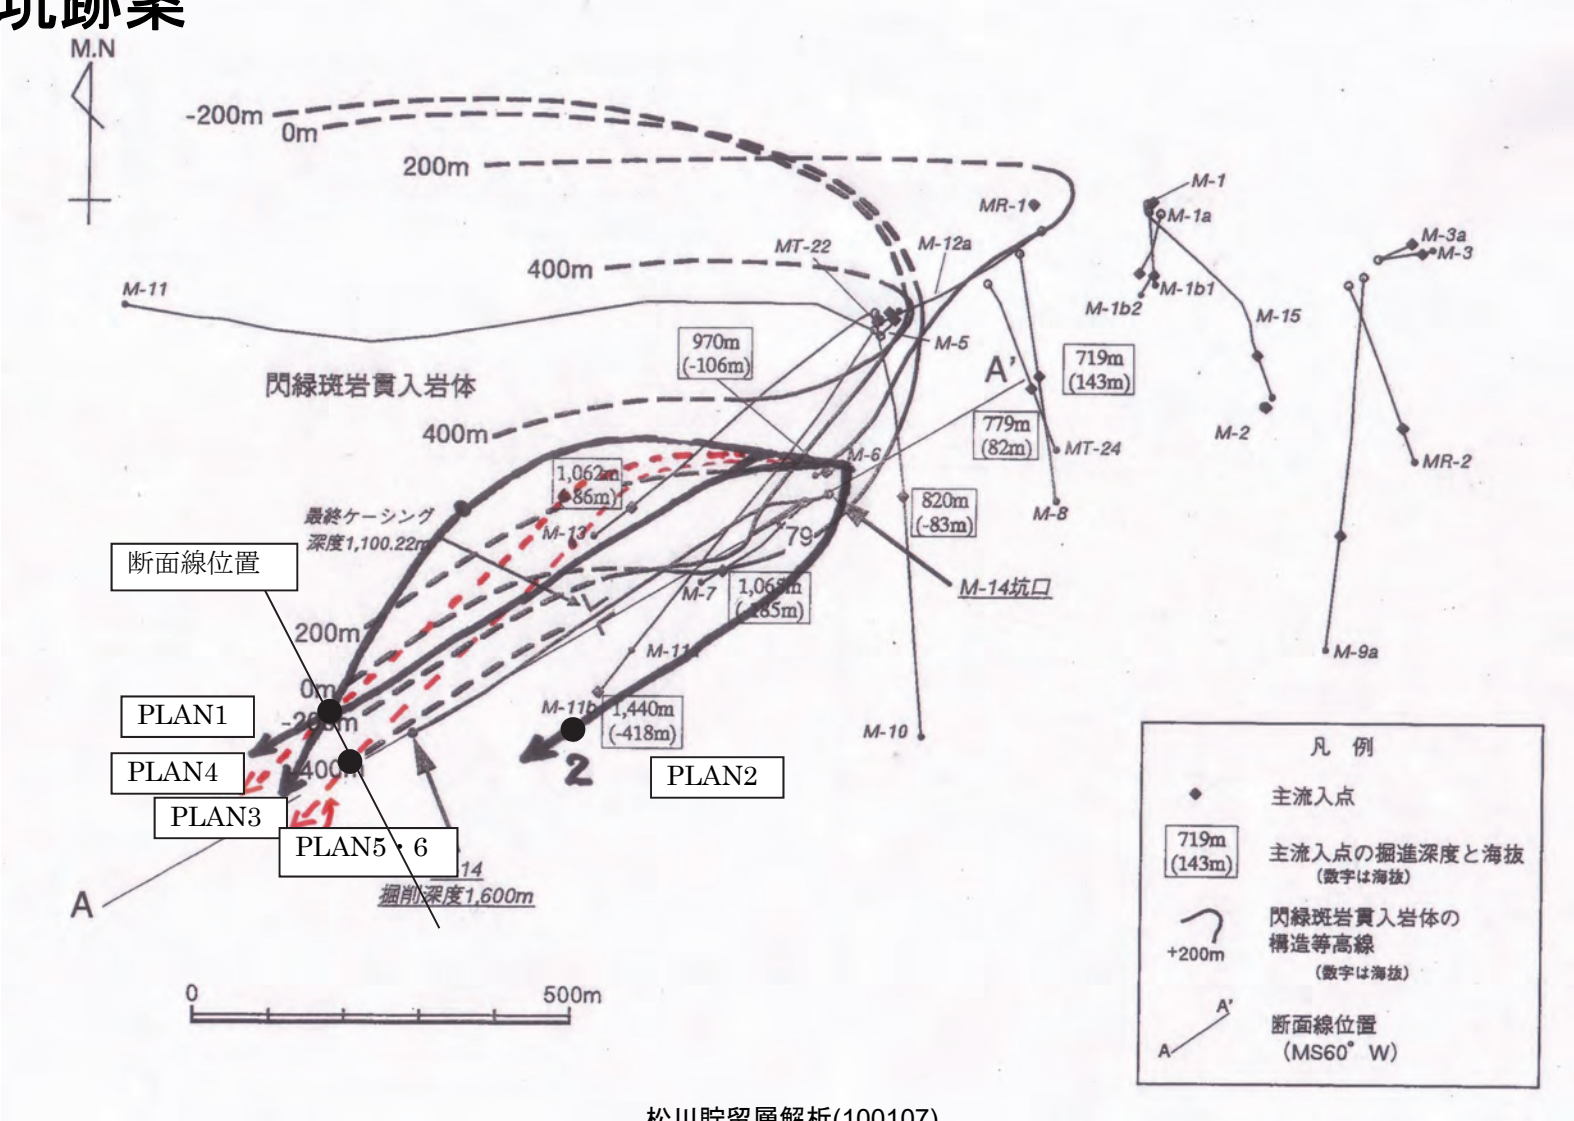 坑跡案
M.N
-200m
0m
200m
MR-1
M-1
M-1a
M-3a
M-3
MT-22
M-12a
400m
M-11
M-1b1
M-1b2
M-15
M-5
970m
(-106m)
A'
719m
(143m)
閃緑斑岩貫入岩体
400m
779m
(82m)
MT-24
M-2
MR-2
M-6
1,062m
86m)
820m
(-83m)
M-8
最終ケーシング
深度1,100.22m
M-13
79
断面線位置
M-7
1,065m
(-185m)
M-14坑口
200m
M-11
M-9a
0m
PLAN1
-200m
M-11b
1,440m
(-418m)
M-10
PLAN4
400m
2
PLAN2
PLAN3
PLAN5・6
A
14
掘削深度1,600m
0
500m
凡 例
主流入点
719m
(143m)
主流入点の掘進深度と海抜
(数字は海抜)
+200m
閃緑斑岩貫入岩体の
構造等高線
(数字は海抜)
A'
A
断面線位置
(MS60°W)
松川貯留層解析(100107)